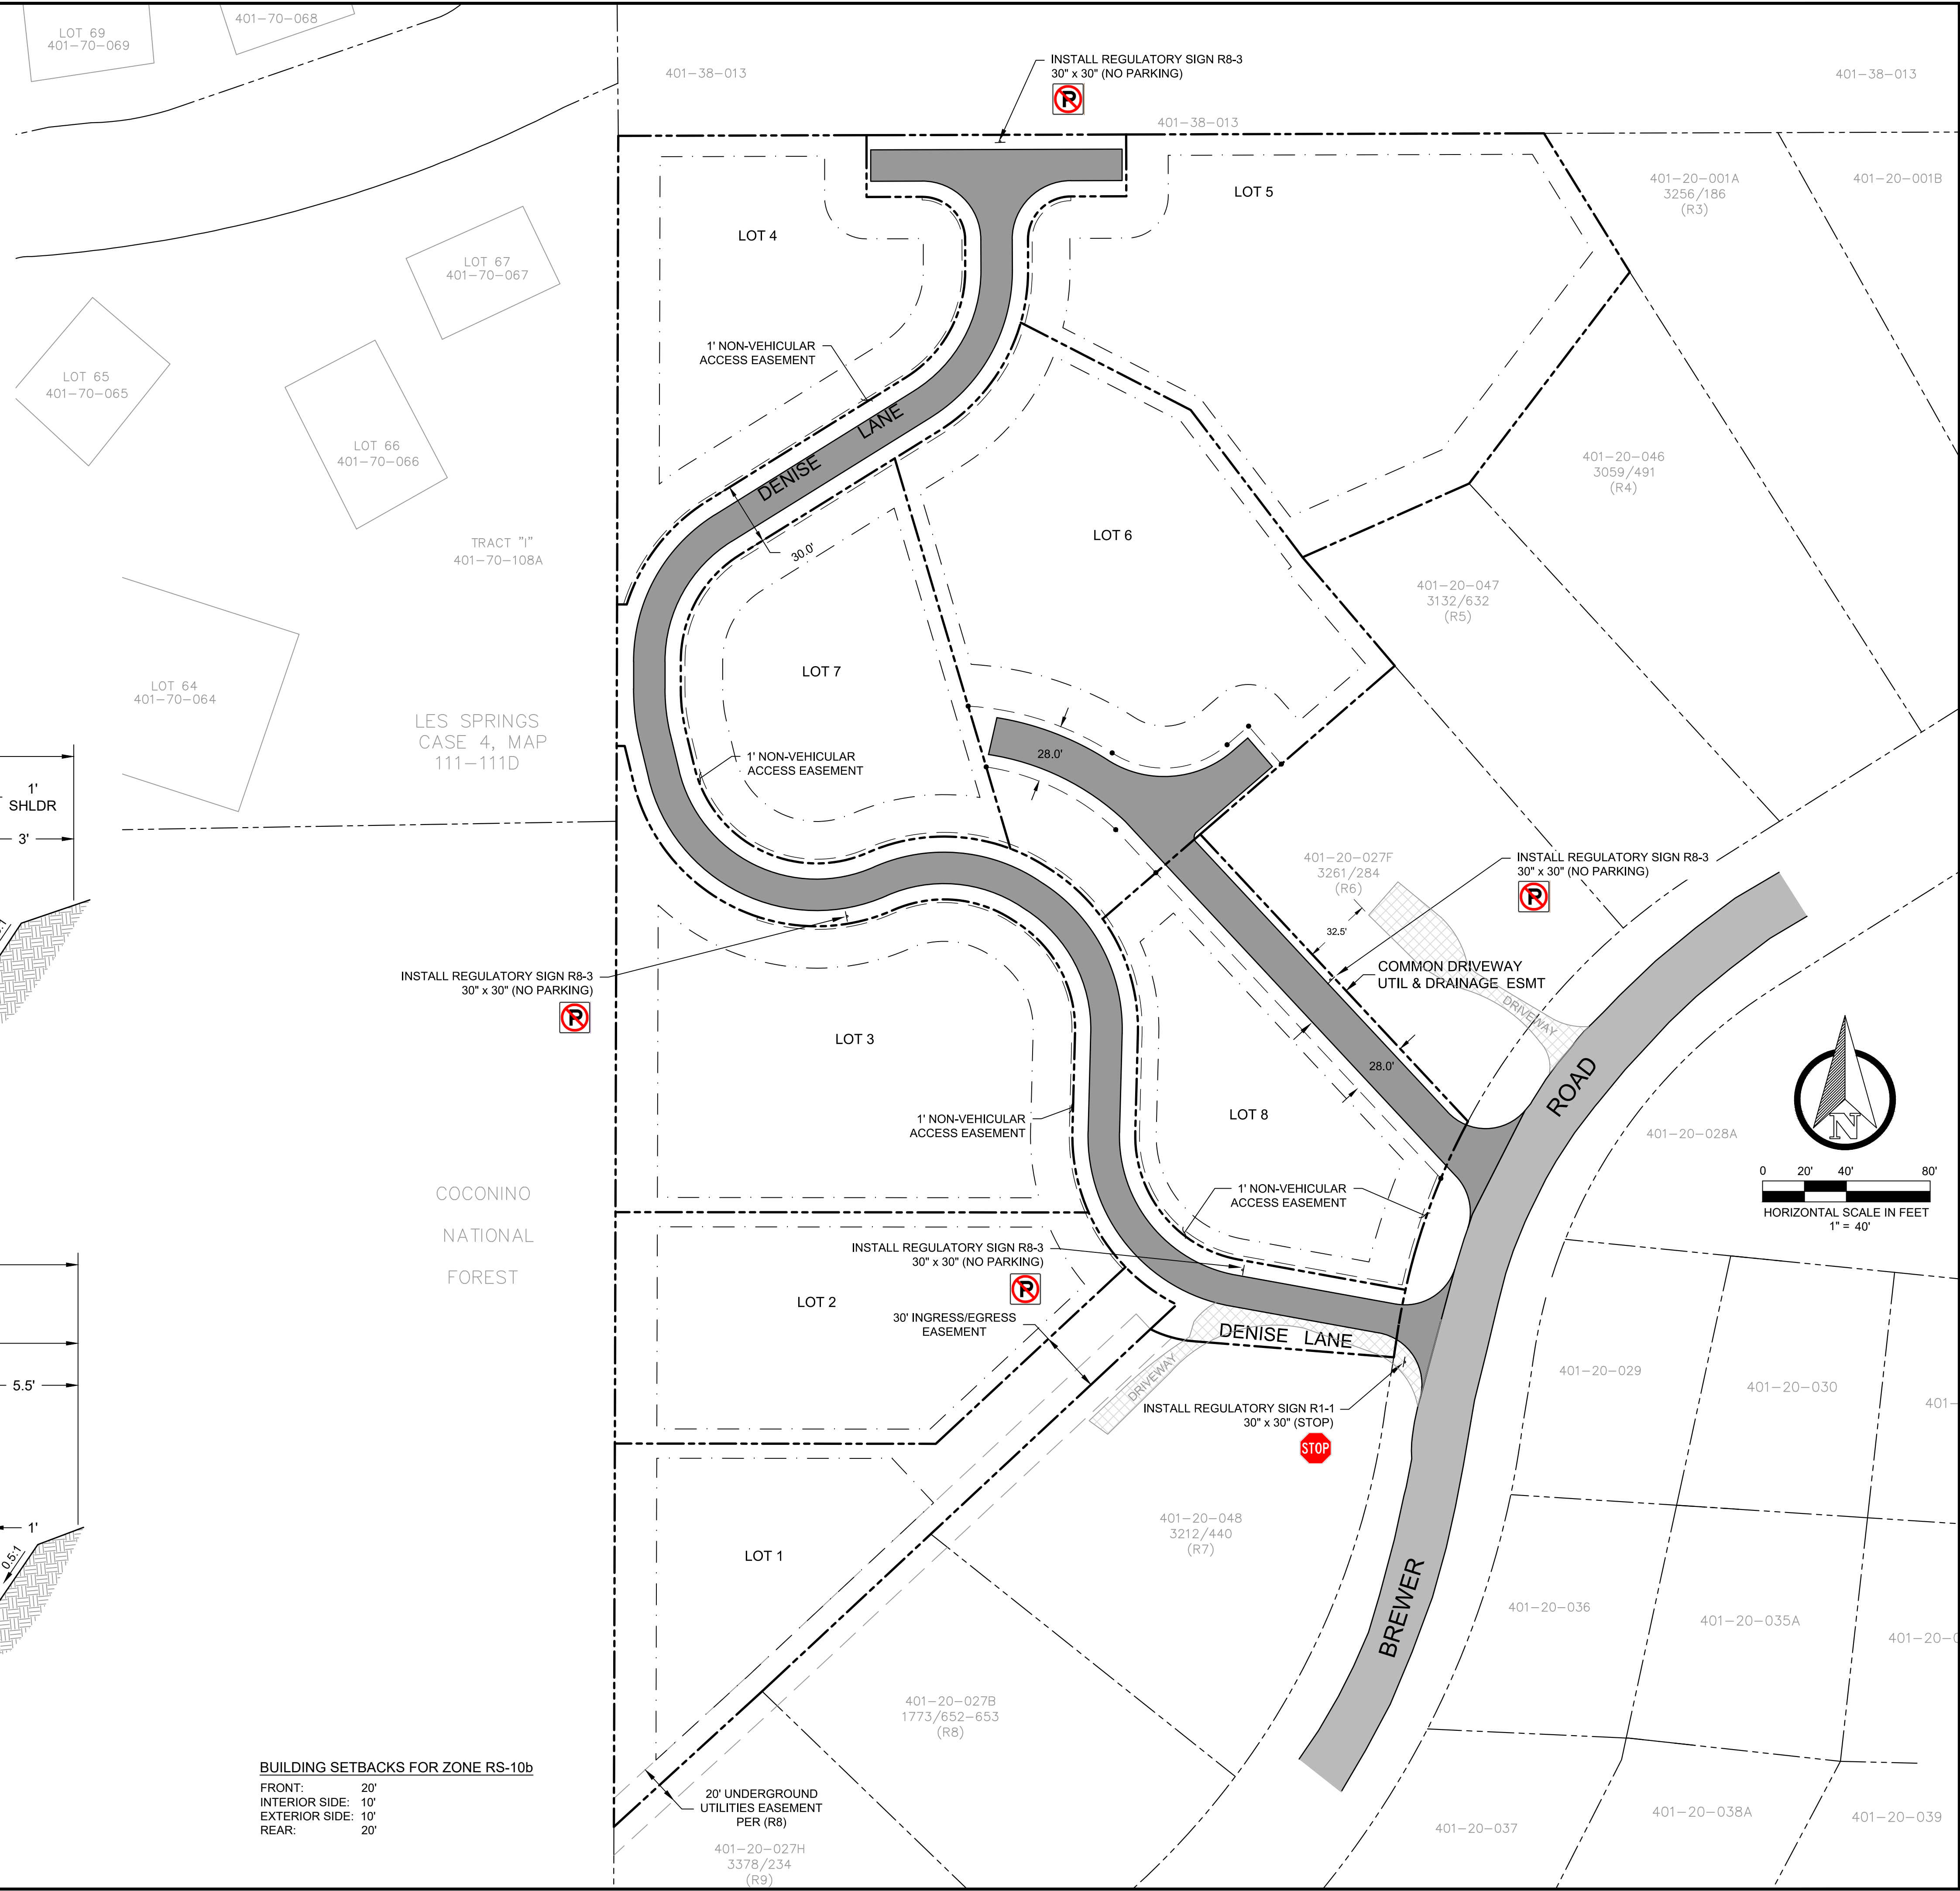 LOT 69
401-70-069
401-70-068
401-38-013
INSTALL REGULATORY SIGN R8-3
30" x 30" (NO PARKING)
P
401-38-013
401-38-013
401-20-001A
3256/186
(R3)
401-20-001B
LOT 4
LOT 5
LOT 67
401-70-067
LOT 65
401-70-065
LOT 66
401-70-066
1' NON-VEHICULAR
ACCESS EASEMENT
DENISE LANE
30.0'
TRACT "I"
401-70-108A
LOT 6
401-20-046
3059/491
(R4)
401-20-047
3132/632
(R5)
LOT 64
401-70-064
LES SPRINGS
CASE 4, MAP
111-111D
LOT 7
1' NON-VEHICULAR
ACCESS EASEMENT
28.0'
1'
SHLDR
3'
401-20-027F
3261/284
(R6)
32.5'
INSTALL REGULATORY SIGN R8-3
30" x 30" (NO PARKING)
P
COMMON DRIVEWAY
UTIL & DRAINAGE ESMT
DRIVEWAY
INSTALL REGULATORY SIGN R8-3
30" x 30" (NO PARKING)
P
LOT 3
28.0'
ROAD
1' NON-VEHICULAR
ACCESS EASEMENT
LOT 8
401-20-028A
N
0 20' 40' 80'
HORIZONTAL SCALE IN FEET
1" = 40'
COCONINO
NATIONAL
FOREST
1' NON-VEHICULAR
ACCESS EASEMENT
INSTALL REGULATORY SIGN R8-3
30" x 30" (NO PARKING)
P
LOT 2
30' INGRESS/EGRESS
EASEMENT
DENISE LANE
DRIVEWAY
5.5'
INSTALL REGULATORY SIGN R1-1
30" x 30" (STOP)
STOP
401-20-029
401-20-030
401-
1'
0.5:1
LOT 1
401-20-048
3212/440
(R7)
BREWER
401-20-036
401-20-035A
401-20-0
401-20-027B
1773/652-653
(R8)
BUILDING SETBACKS FOR ZONE RS-10b
FRONT: 20'
INTERIOR SIDE: 10'
EXTERIOR SIDE: 10'
REAR: 20'
20' UNDERGROUND
UTILITIES EASEMENT
PER (R8)
401-20-027H
3378/234
(R9)
401-20-037
401-20-038A
401-20-039